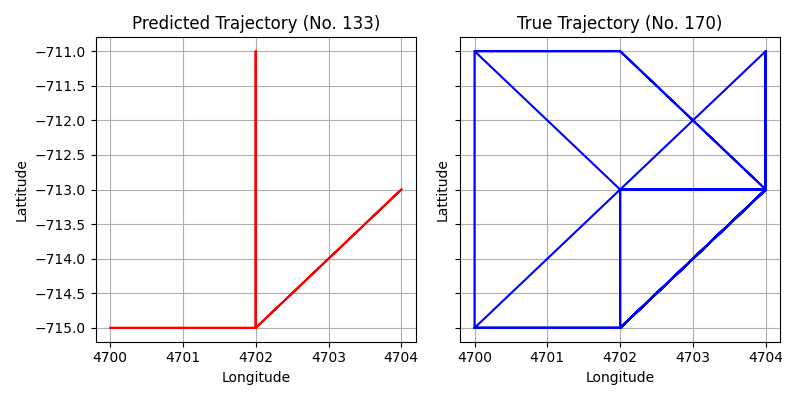 Predicted Trajectory (No. 133)
True Trajectory (No. 170)
−711.0
−711.5
−712.0
−712.5
−713.0
−713.5
−714.0
−714.5
−715.0
Lattitude
Lattitude
4700 4701 4702 4703 4704
4700 4701 4702 4703 4704
Longitude
Longitude